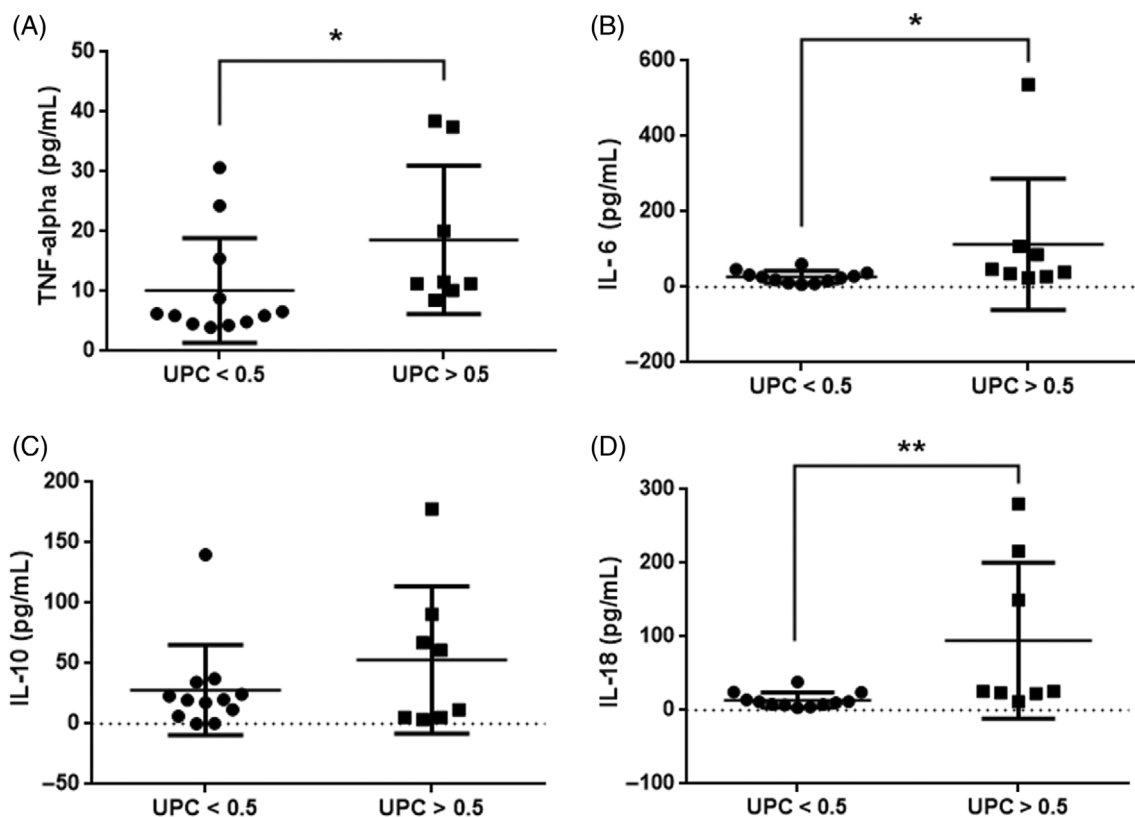 (A)
*
TNF-alpha (pg/mL)
50
40
30
20
10
0
UPC < 0.5
UPC > 0.5
(B)
*
IL- 6 (pg/mL)
600
400
200
0
–200
UPC < 0.5
UPC > 0.5
(C)
IL-10 (pg/mL)
200
150
100
50
0
–50
UPC < 0.5
UPC > 0.5
(D)
**
IL-18 (pg/mL)
300
200
100
0
–100
UPC < 0.5
UPC > 0.5